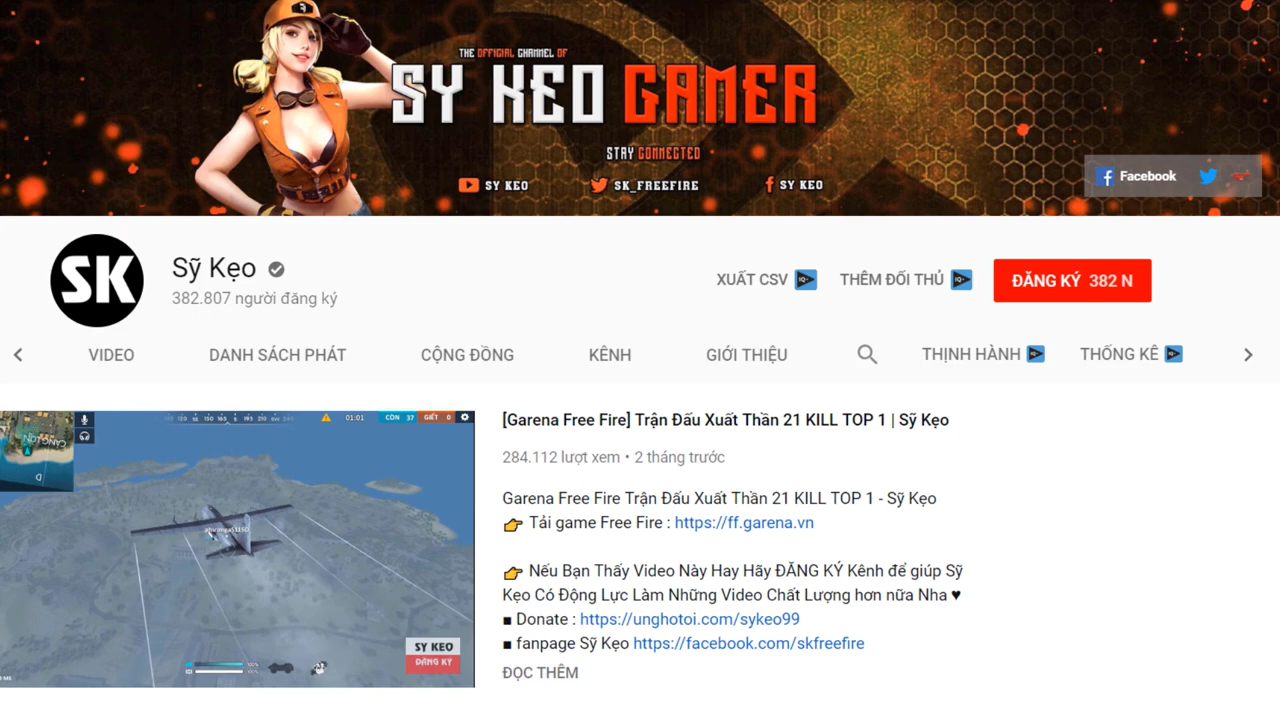 THE OFFICIAL CHANNEL OF
SY KEO GAMER
STAY CONNECTED
SY KEO
SK_FREEFIRE
SY KEO
Facebook
SK
Sỹ Kẹo
382.807 người đăng ký
XUẤT CSV
THÊM ĐỐI THỦ
ĐĂNG KÝ 382 N
VIDEO
DANH SÁCH PHÁT
CỘNG ĐỒNG
KÊNH
GIỚI THIỆU
THỊNH HÀNH
THỐNG KÊ
01:01
CÒN 37
GIẾT 0
SY KEO
ĐĂNG KÝ
[Garena Free Fire] Trận Đấu Xuất Thần 21 KILL TOP 1 | Sỹ Kẹo
284.112 lượt xem • 2 tháng trước
Garena Free Fire Trận Đấu Xuất Thần 21 KILL TOP 1 - Sỹ Kẹo
👉 Tải game Free Fire : https://ff.garena.vn
👉 Nếu Bạn Thấy Video Này Hay Hãy ĐĂNG KÝ Kênh để giúp Sỹ
Kẹo Có Động Lực Làm Những Video Chất Lượng hơn nữa Nha ♥
■ Donate : https://unghotoi.com/sykeo99
■ fanpage Sỹ Kẹo https://facebook.com/skfreefire
ĐỌC THÊM